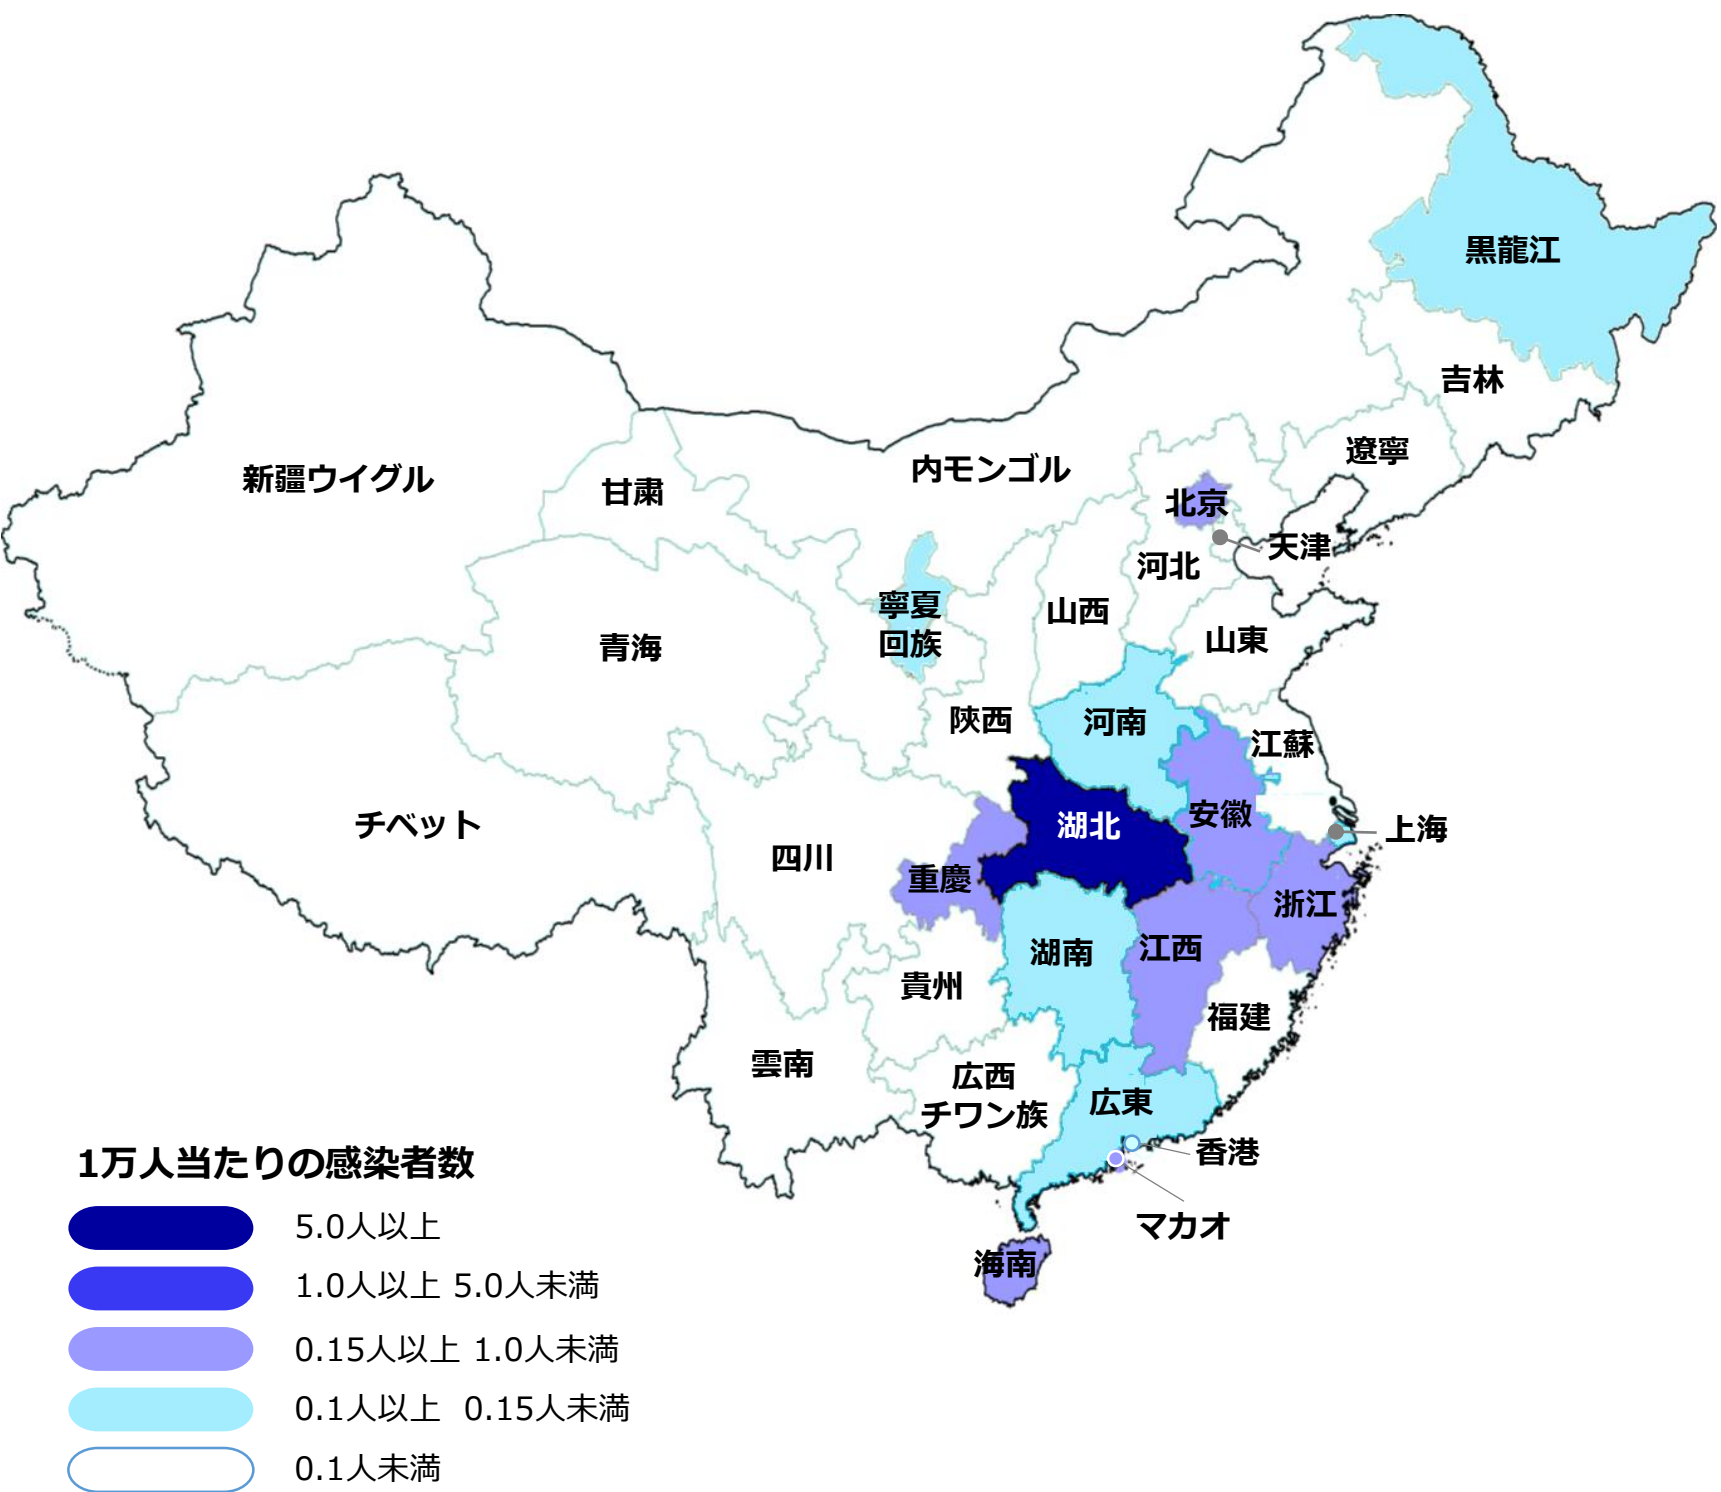 黒龍江
吉林
遼寧
内モンゴル
新疆ウイグル
甘粛
北京
天津
河北
寧夏
回族
山西
山東
青海
陝西
河南
江蘇
チベット
湖北
安徽
上海
四川
重慶
浙江
湖南
江西
貴州
福建
雲南
広西
チワン族
広東
香港
マカオ
海南
1万人当たりの感染者数
5.0人以上
1.0人以上 5.0人未満
0.15人以上 1.0人未満
0.1人以上 0.15人未満
0.1人未満